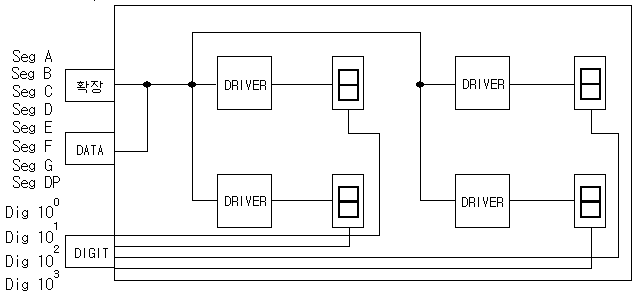 Seg A
Seg B
Seg C
Seg D
Seg E
Seg F
Seg G
Seg DP
Dig 10⁰
Dig 10¹
Dig 10²
Dig 10³
확장
DATA
DIGIT
DRIVER
DRIVER
DRIVER
DRIVER